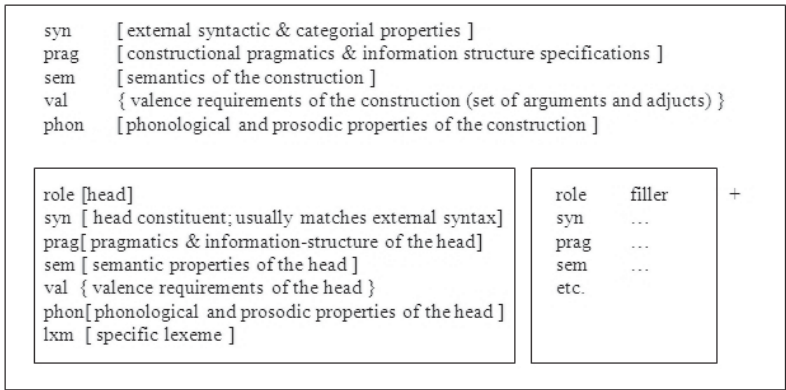 syn [ external syntactic & categorial properties ]
prag [ constructional pragmatics & information structure specifications ]
sem [ semantics of the construction ]
val { valence requirements of the construction (set of arguments and adjucts) }
phon [ phonological and prosodic properties of the construction ]
role [head]
syn [ head constituent; usually matches external syntax]
prag[ pragmatics & information-structure of the head]
sem [ semantic properties of the head ]
val { valence requirements of the head }
phon[ phonological and prosodic properties of the head ]
lxm [ specific lexeme ]
role filler
syn …
prag …
sem …
etc.
+